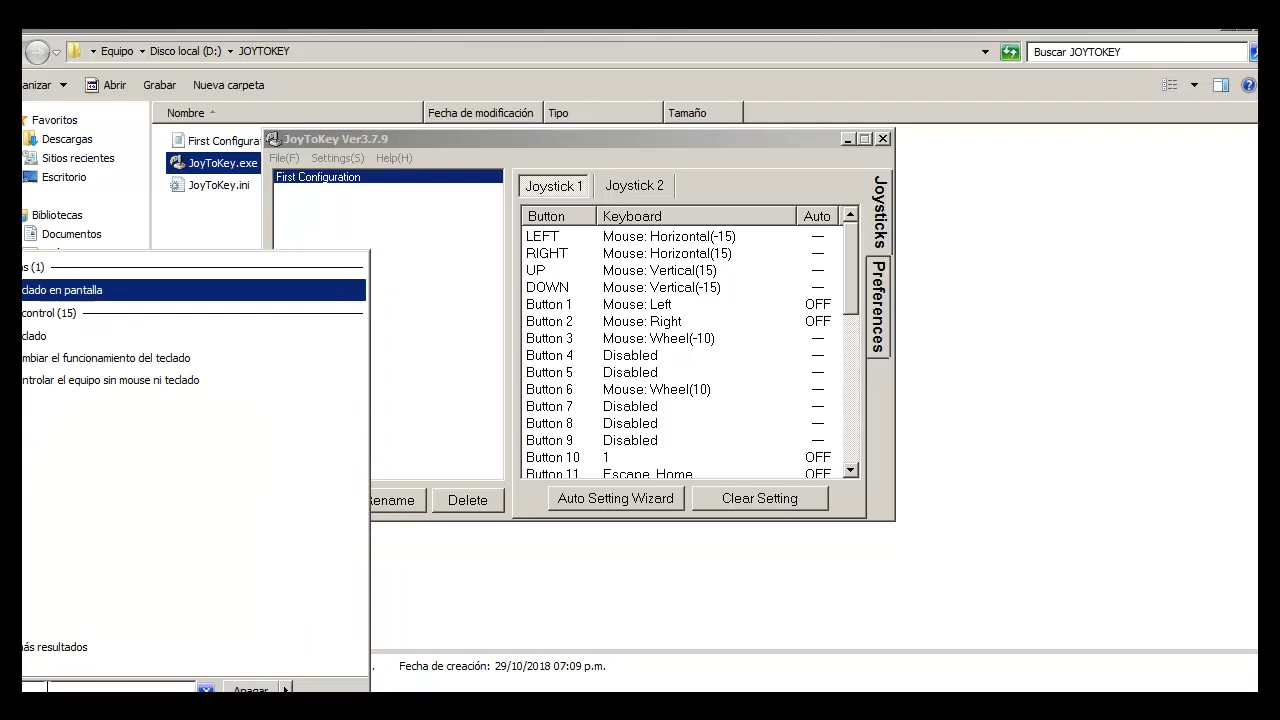 Equipo Disco local (D:) JOYTOKEY
Buscar JOYTOKEY
anizar Abrir Grabar Nueva carpeta
Nombre Fecha de modificación Tipo Tamaño
Favoritos
Descargas
Sitios recientes
Escritorio
Bibliotecas
Documentos
First Configura
JoyToKey.exe
JoyToKey.ini
JoyToKey Ver3.7.9
File(F) Settings(S) Help(H)
First Configuration
Joystick 1 Joystick 2
Button Keyboard Auto
LEFT Mouse: Horizontal(-15) —
RIGHT Mouse: Horizontal(15) —
UP Mouse: Vertical(15) —
DOWN Mouse: Vertical(-15) —
Button 1 Mouse: Left OFF
Button 2 Mouse: Right OFF
Button 3 Mouse: Wheel(-10) —
Button 4 Disabled —
Button 5 Disabled —
Button 6 Mouse: Wheel(10) —
Button 7 Disabled —
Button 8 Disabled —
Button 9 Disabled —
Button 10 1 OFF
Button 11 Escape, Home OFF
Joysticks
Preferences
Rename Delete
Auto Setting Wizard Clear Setting
as (1)
clado en pantalla
control (15)
clado
mbiar el funcionamiento del teclado
ntrolar el equipo sin mouse ni teclado
ás resultados
Apagar
Fecha de creación: 29/10/2018 07:09 p.m.